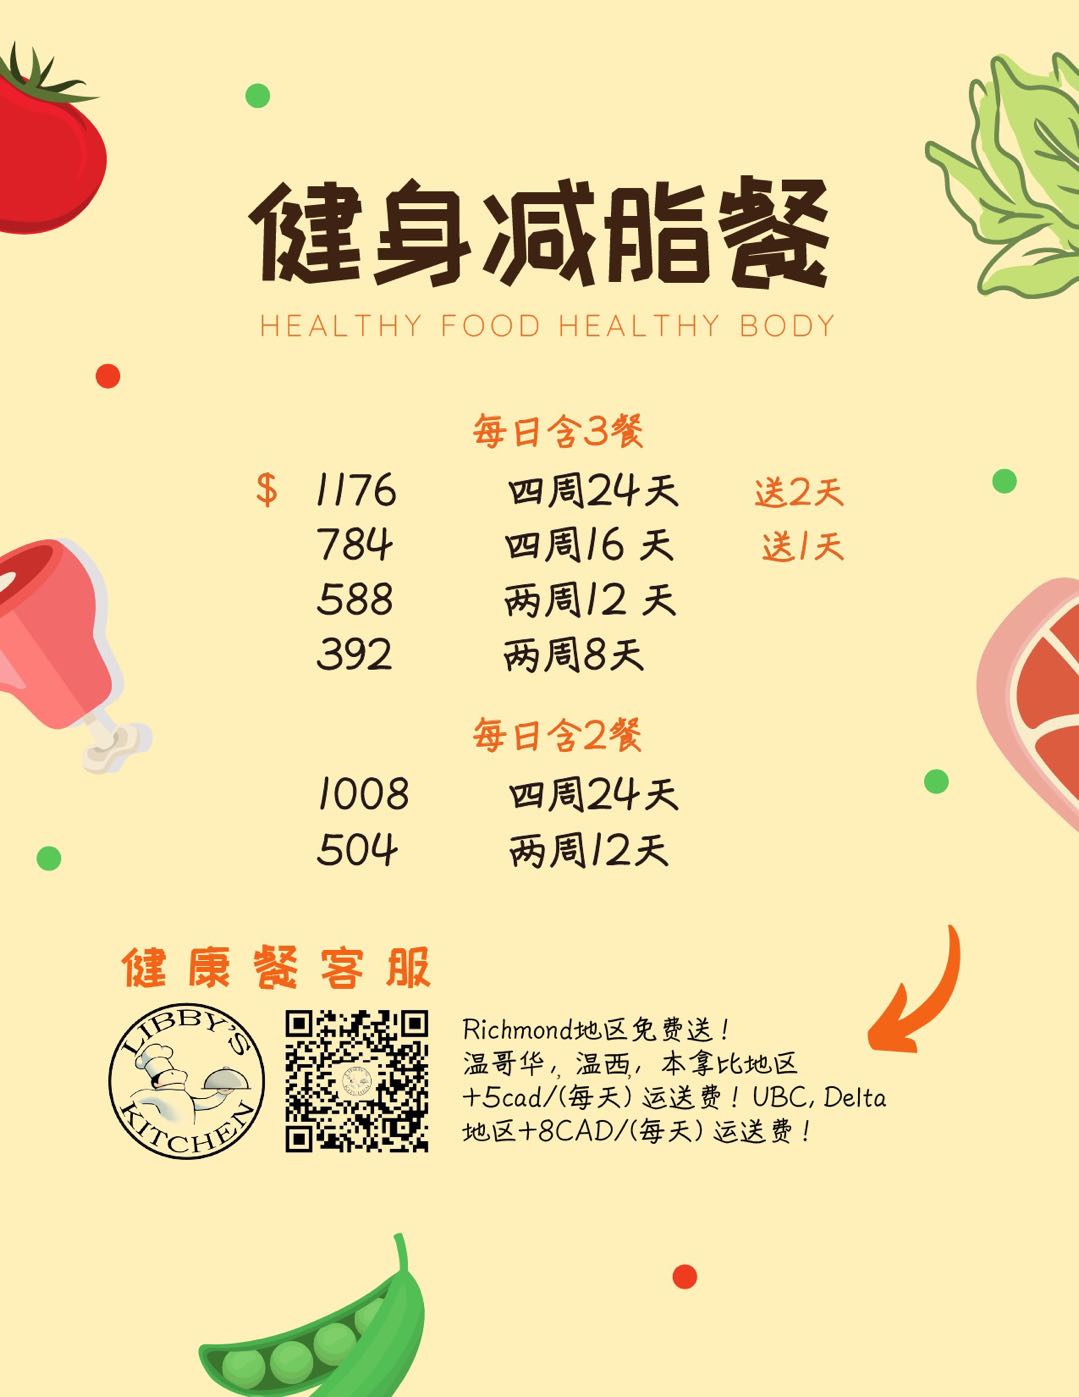 健身减脂餐
HEALTHY FOOD HEALTHY BODY
每日含3餐
$ 1176 四周24天 送2天
784 四周16 天 送1天
588 两周12 天
392 两周8天
每日含2餐
1008 四周24天
504 两周12天
健康餐客服
LIBBY'S
KITCHEN
Richmond地区免费送！
温哥华，温西，本拿比地区
+5cad/(每天) 运送费！UBC, Delta
地区+8CAD/(每天) 运送费！